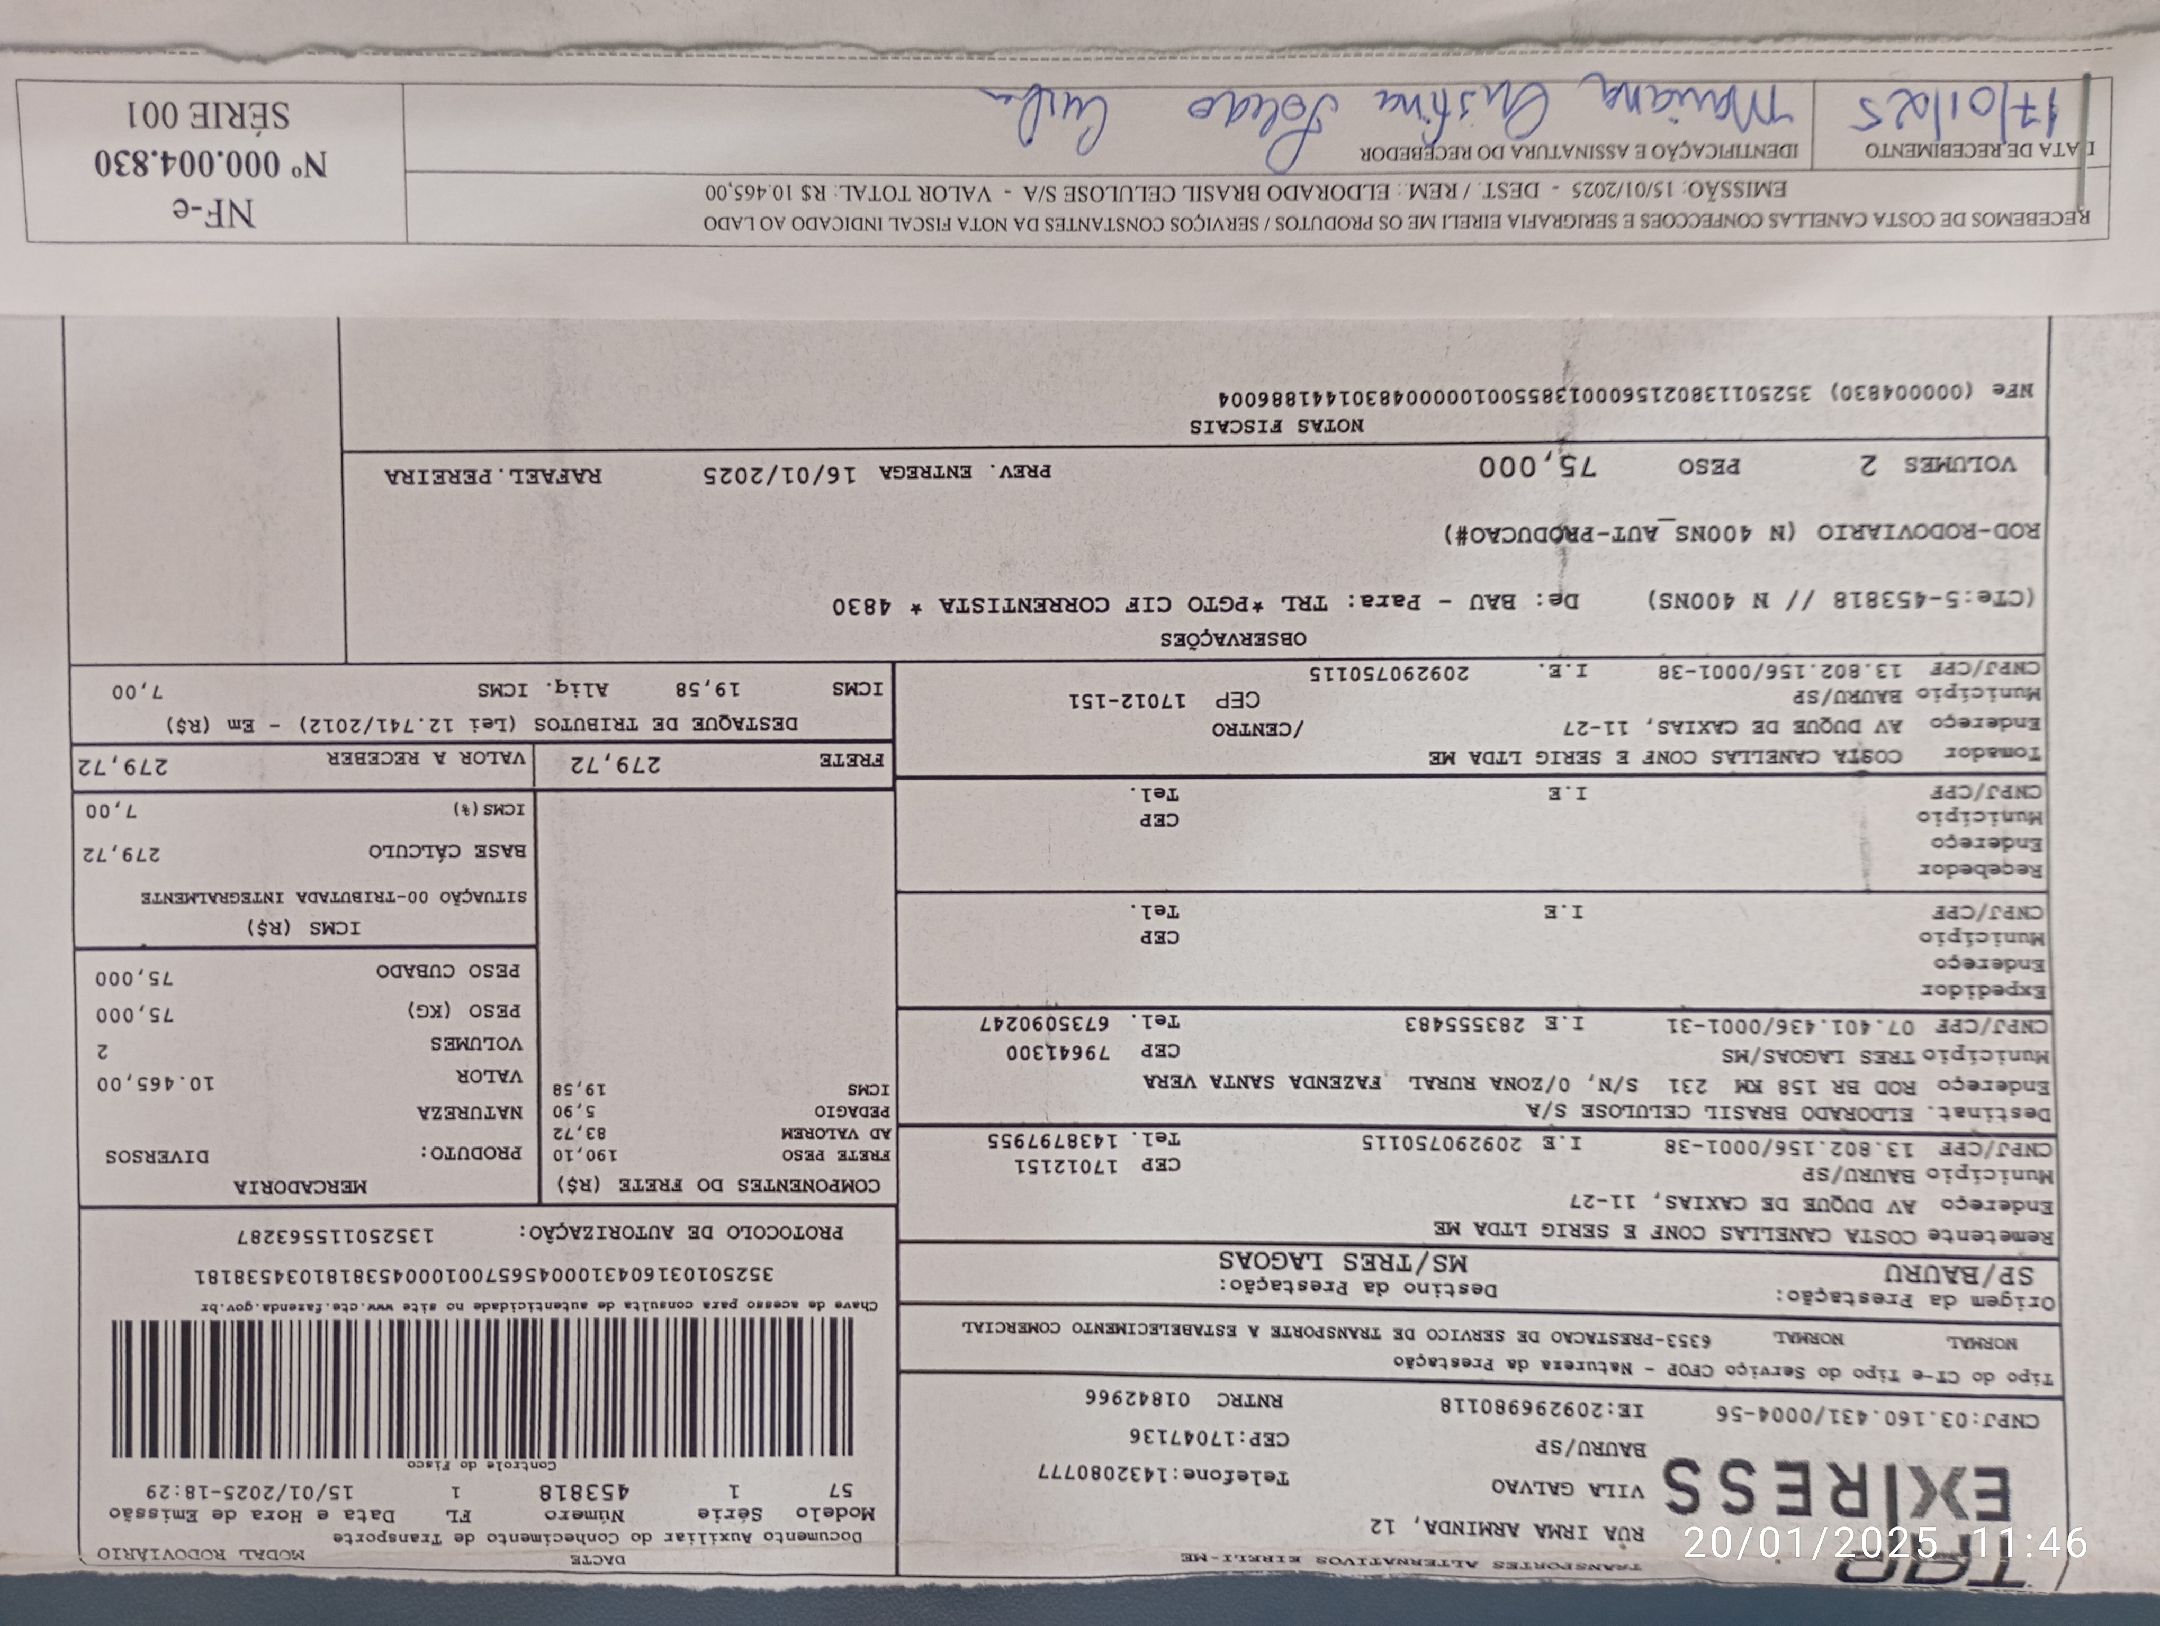 TRANSPORTES ALTERNATIVOS EIRELI-ME
RUA IRMA ARMINDA, 12
EXPRESS
VILA GALVAO
Telefone:1432080777
BAURU/SP
CEP:17047136
CNPJ:03.160.431/0004-56 IE:209296980118 RNTRC 01842966
DACTE MODAL RODOVIÁRIO
Documento Auxiliar do Conhecimento de Transporte
Modelo Série Número FL Data e Hora de Emissão
57 1 453818 1 15/01/2025-18:29
Controle do Fisco
Chave de acesso para consulta de autenticidade no site www.cte.fazenda.gov.br
35250103160431000456570010004538181034538181
PROTOCOLO DE AUTORIZAÇÃO: 135250115563287
Tipo do CT-e Tipo do Serviço CFOP - Natureza da Prestação
NORMAL NORMAL 6353-PRESTACAO DE SERVICO DE TRANSPORTE A ESTABELECIMENTO COMERCIAL
Origem da Prestação: Destino da Prestação:
SP/BAURU MS/TRES LAGOAS
Remetente COSTA CANELLAS CONF E SERIG LTDA ME
Endereço AV DUQUE DE CAXIAS, 11-27
Município BAURU/SP CEP 17012151
CNPJ/CPF 13.802.156/0001-38 I.E 209290750115 Tel. 1438797955
Destinat. ELDORADO BRASIL CELULOSE S/A
Endereço ROD BR 158 KM 231 S/N, 0/ZONA RURAL FAZENDA SANTA VERA
Município TRES LAGOAS/MS CEP 79641300
CNPJ/CPF 07.401.436/0001-31 I.E 283555483 Tel. 6735090247
Expedidor
Endereço
Município CEP
CNPJ/CPF I.E Tel.
Recebedor
Endereço
Município CEP
CNPJ/CPF I.E Tel.
Tomador COSTA CANELLAS CONF E SERIG LTDA ME
Endereço AV DUQUE DE CAXIAS, 11-27 /CENTRO
Município BAURU/SP CEP 17012-151
CNPJ/CPF 13.802.156/0001-38 I.E. 209290750115
COMPONENTES DO FRETE (R$)
FRETE PESO 190,10
AD VALOREM 83,72
PEDAGIO 5,90
ICMS 19,58
MERCADORIA
PRODUTO: DIVERSOS
NATUREZA
VALOR 10.465,00
VOLUMES 2
PESO (KG) 75,000
PESO CUBADO 75,000
ICMS (R$)
SITUAÇÃO 00-TRIBUTADA INTEGRALMENTE
BASE CÁLCULO 279,72
ICMS(%) 7,00
FRETE 279,72 VALOR A RECEBER 279,72
DESTAQUE DE TRIBUTOS (Lei 12.741/2012) - Em (R$)
ICMS 19,58 Aliq. ICMS 7,00
OBSERVAÇÕES
(CTe:5-453818 // N 400NS) De: BAU - Para: TRL *PGTO CIF CORRENTISTA * 4830
ROD-RODOVIARIO (N 400NS_AUT-PRODUCAO#)
VOLUMES 2 PESO 75,000 PREV. ENTREGA 16/01/2025 RAFAEL.PEREIRA
NOTAS FISCAIS
NFe (000004830) 35250113802156000138550010000048301441886004
RECEBEMOS DE COSTA CANELLAS CONFECCOES E SERIGRAFIA EIRELI ME OS PRODUTOS / SERVIÇOS CONSTANTES DA NOTA FISCAL INDICADO AO LADO
EMISSÃO: 15/01/2025 - DEST. / REM.: ELDORADO BRASIL CELULOSE S/A - VALOR TOTAL: R$ 10.465,00
DATA DE RECEBIMENTO IDENTIFICAÇÃO E ASSINATURA DO RECEBEDOR
17/01/25 Mariana Cristina
NF-e
Nº 000.004.830
SÉRIE 001
20/01/2025 11:46